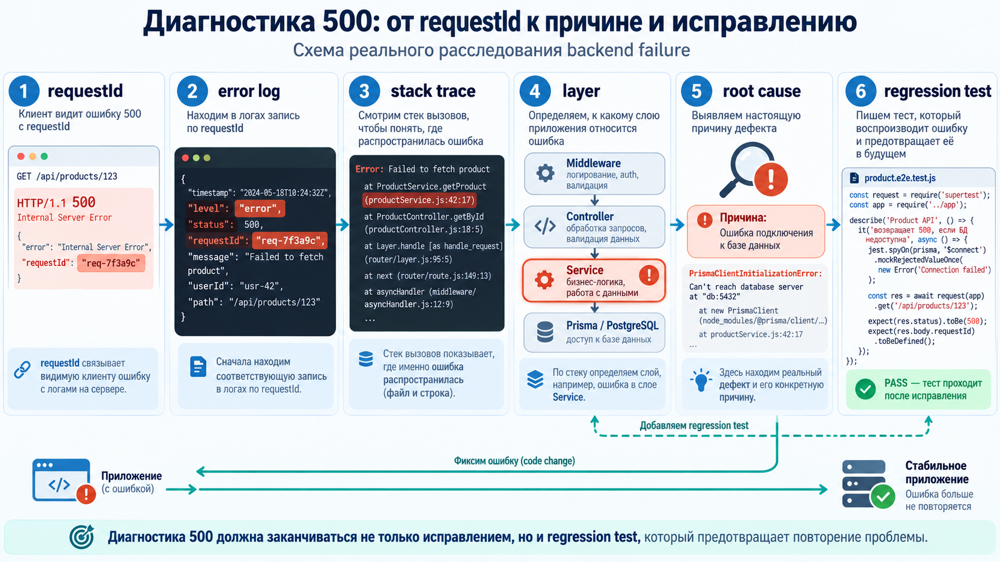 Диагностика 500: от requestId к причине и исправлению
Схема реального расследования backend failure
1 requestId
Клиент видит ошибку 500
с requestId
GET /api/products/123
HTTP/1.1 500
Internal Server Error
{
"error": "Internal Server Error",
"requestId": "req-7f3a9c"
}
requestId связывает
видимую клиенту ошибку
с логами на сервере.
2 error log
Находим в логах запись
по requestId
{
"timestamp": "2024-05-18T10:24:32Z",
"level": "error",
"status": 500,
"requestId": "req-7f3a9c",
"message": "Failed to fetch
product",
"userId": "usr-42",
"path": "/api/products/123"
}
Сначала находим
соответствующую запись
в логах по requestId.
3 stack trace
Смотрим стек вызовов,
чтобы понять, где
распространилась ошибка
Error: Failed to fetch product
at ProductService.getProduct
(productService.js:42:17)
at ProductController.getById
(productController.js:18:5)
at Layer.handle [as handle_request]
(router/layer.js:95:5)
at next (router/route.js:149:13)
at asyncHandler (middleware/
asyncHandler.js:12:9)
...
Стек вызовов показывает,
где именно ошибка
распространилась
(файл и строка).
4 layer
Определяем, к какому слою
приложения относится
ошибка
Middleware
логирование, auth,
валидация
</>
Controller
обработка запросов,
валидация данных
Service
бизнес-логика,
работа с данными
!
Prisma / PostgreSQL
доступ к базе данных
По стеку определяем слой,
например, ошибка в слое
Service.
5 root cause
Выявляем настоящую
причину дефекта
!
! Причина:
Ошибка подключения
к базе данных
PrismaClientInitializationError:
Can't reach database server
at "db:5432"
at new PrismaClient
(node_modules/@prisma/client/…)
at productService.js:42:17
...
Здесь находим реальный
дефект и его конкретную
причину.
6 regression test
Пишем тест, который
воспроизводит ошибку
и предотвращает её
в будущем
product.e2e.test.js
const request = require('supertest');
const app = require('../app');
describe('Product API', () => {
it('возвращает 500, если БД
недоступна', async () => {
jest.spyOn(prisma, '$connect')
.mockRejectedValueOnce(
new Error('Connection failed')
);
const res = await request(app)
.get('/api/products/123');
expect(res.status).toBe(500);
expect(res.body.requestId)
.toBeDefined();
});
});
PASS — тест проходит
после исправления
Добавляем regression test
Фиксим ошибку (code change)
</>
!
Приложение
(с ошибкой)
Стабильное
приложение
Ошибка больше
не повторяется
Диагностика 500 должна заканчиваться не только исправлением, но и regression test, который предотвращает повторение проблемы.